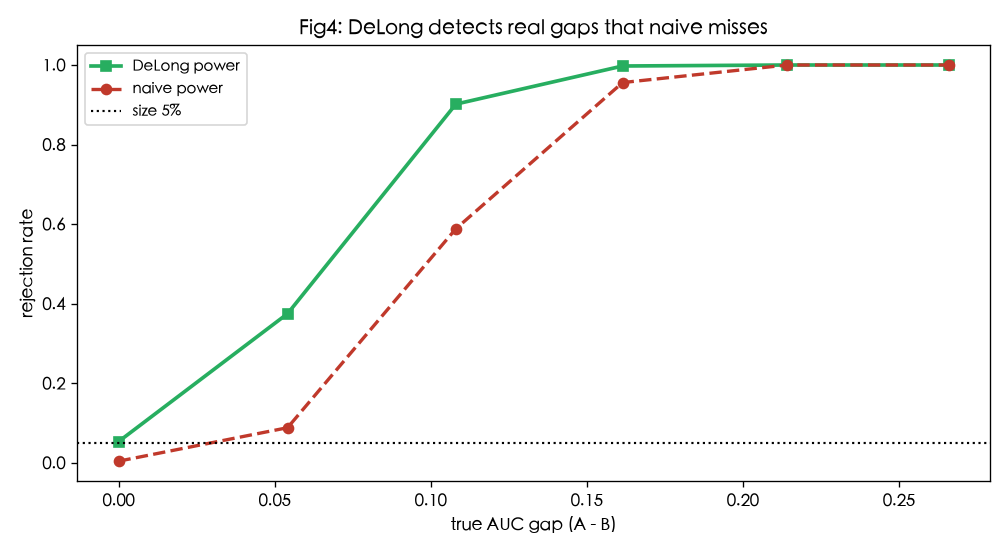 Fig4: DeLong detects real gaps that naive misses
DeLong power
naive power
size 5%
rejection rate
1.0
0.8
0.6
0.4
0.2
0.0
0.00 0.05 0.10 0.15 0.20 0.25
true AUC gap (A - B)